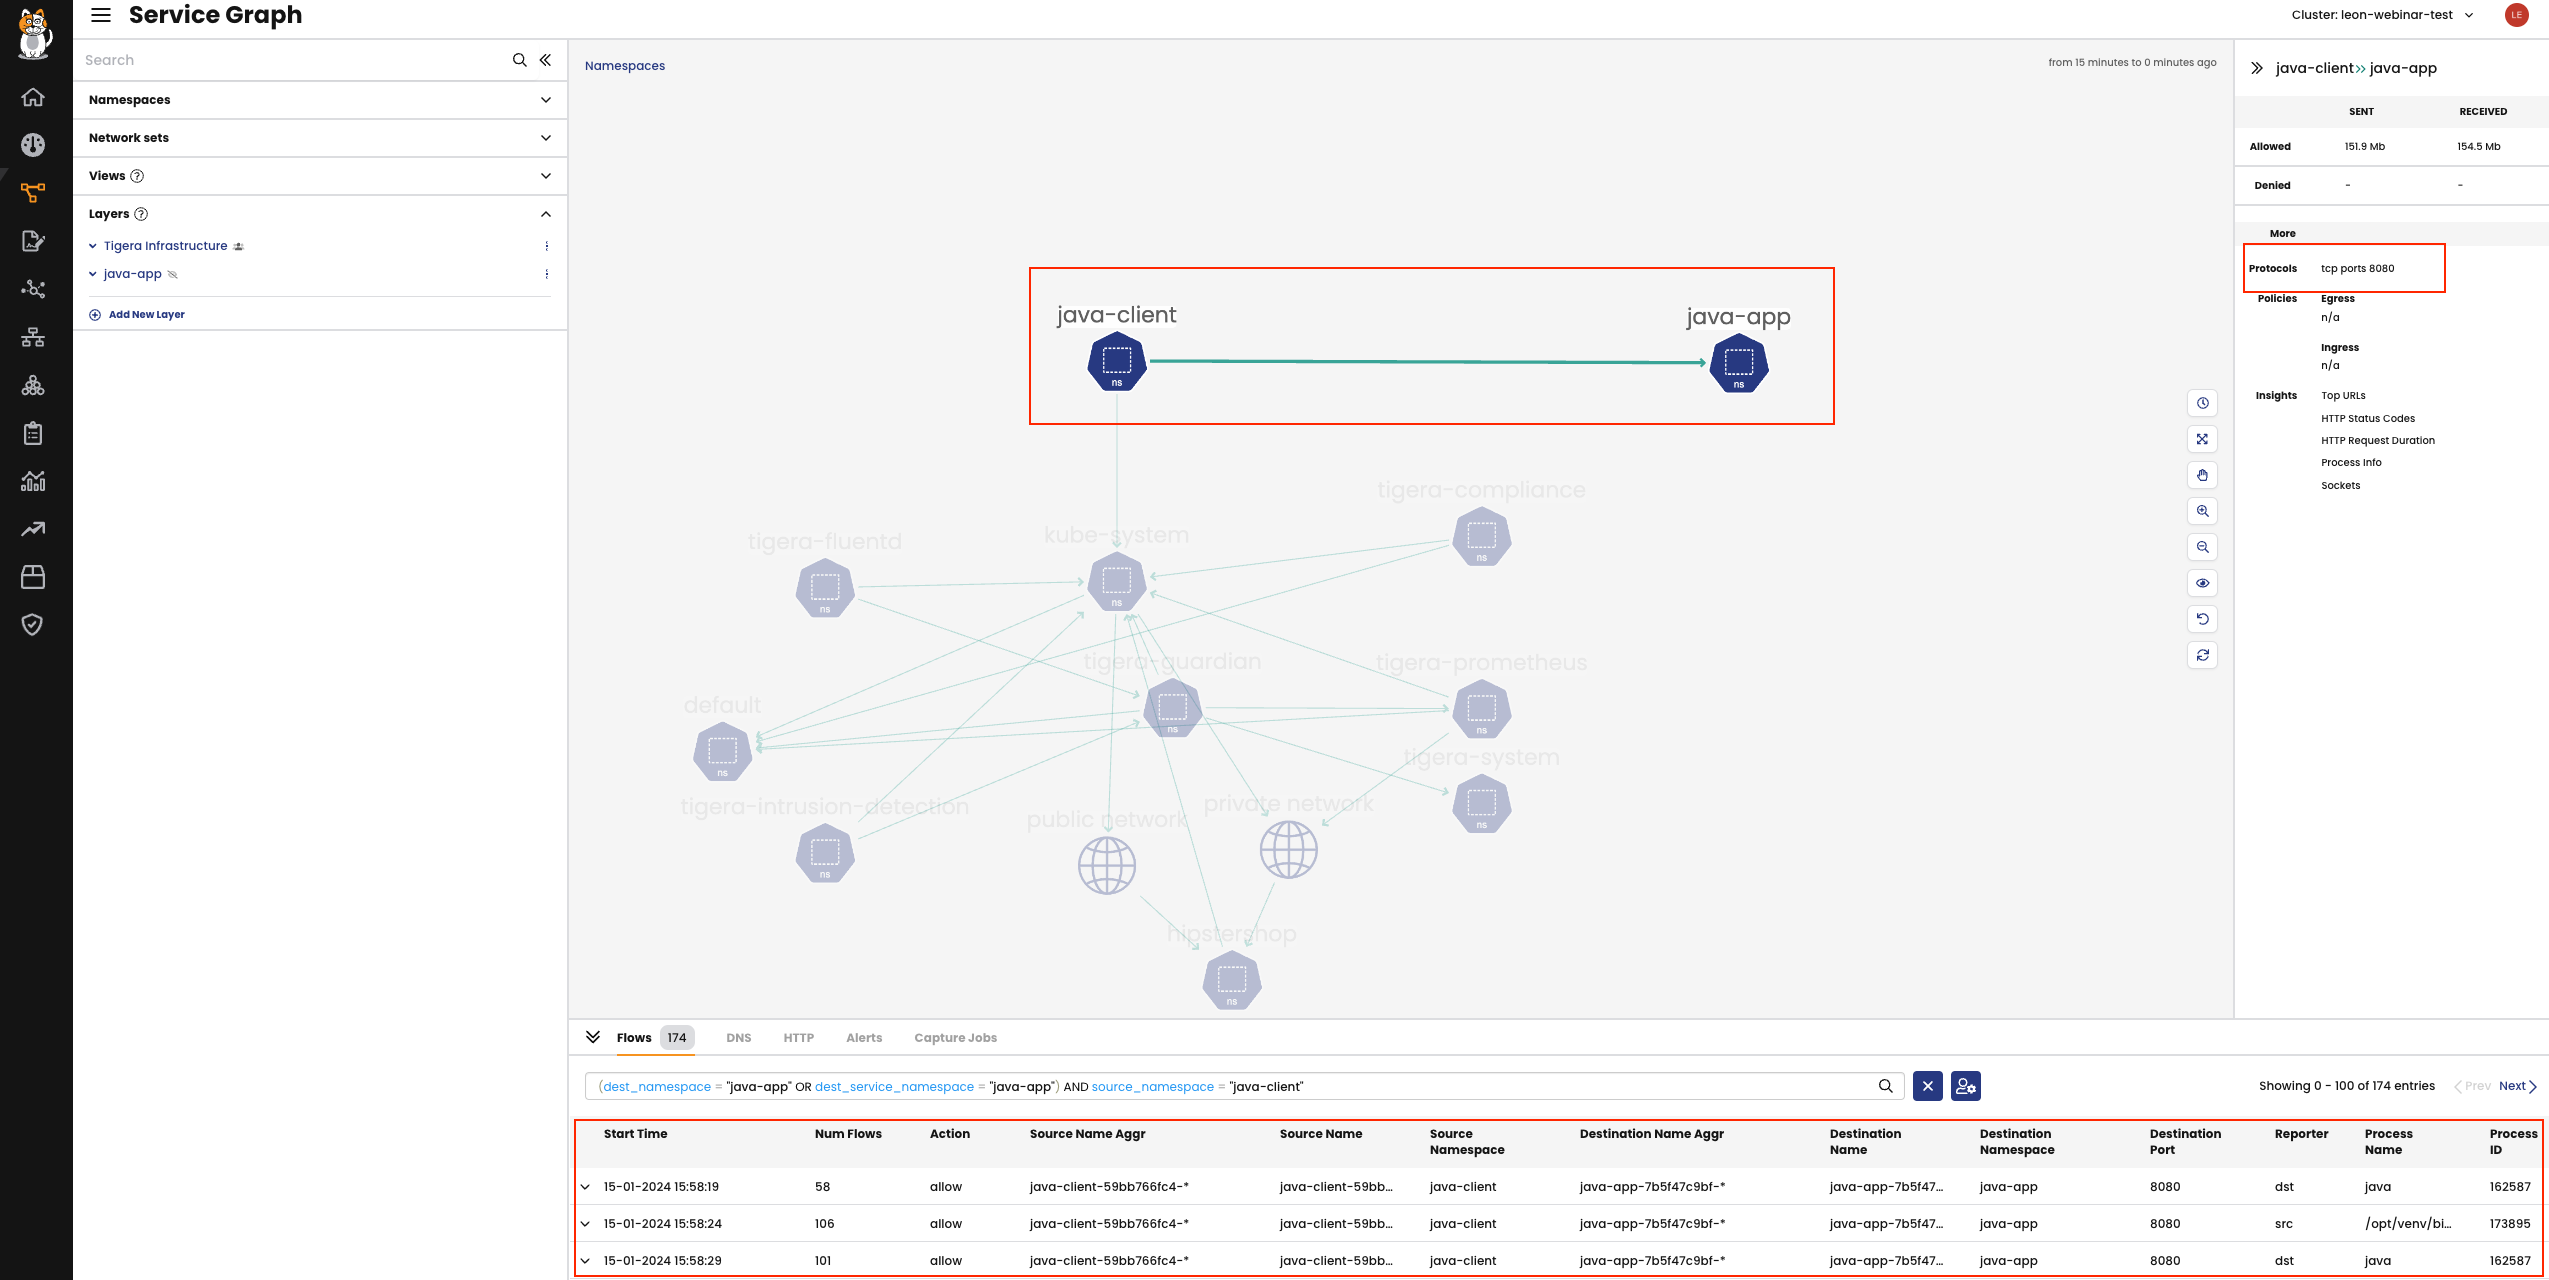 Service Graph
Cluster: leon-webinar-test
LE
Search
Namespaces
Network sets
Views ?
Layers ?
Tigera Infrastructure
java-app
Add New Layer
Namespaces
from 15 minutes to 0 minutes ago
java-client
ns
java-app
ns
tigera-compliance
ns
kube-system
ns
tigera-fluentd
ns
tigera-guardian
ns
tigera-prometheus
ns
default
ns
tigera-system
ns
tigera-intrusion-detection
ns
public network
private network
hipstershop
ns
java-client >> java-app
SENT RECEIVED
Allowed 151.9 Mb 154.5 Mb
Denied - -
More
Protocols tcp ports 8080
Policies Egress
n/a
Ingress
n/a
Insights Top URLs
HTTP Status Codes
HTTP Request Duration
Process Info
Sockets
Flows 174 DNS HTTP Alerts Capture Jobs
(dest_namespace = "java-app" OR dest_service_namespace = "java-app") AND source_namespace = "java-client"
Showing 0 - 100 of 174 entries Prev Next
Start Time Num Flows Action Source Name Aggr Source Name Source Namespace Destination Name Aggr Destination Name Destination Namespace Destination Port Reporter Process Name Process ID
15-01-2024 15:58:19 58 allow java-client-59bb766fc4-* java-client-59bb... java-client java-app-7b5f47c9bf-* java-app-7b5f47... java-app 8080 dst java 162587
15-01-2024 15:58:24 106 allow java-client-59bb766fc4-* java-client-59bb... java-client java-app-7b5f47c9bf-* java-app-7b5f47... java-app 8080 src /opt/venv/bi... 173895
15-01-2024 15:58:29 101 allow java-client-59bb766fc4-* java-client-59bb... java-client java-app-7b5f47c9bf-* java-app-7b5f47... java-app 8080 dst java 162587